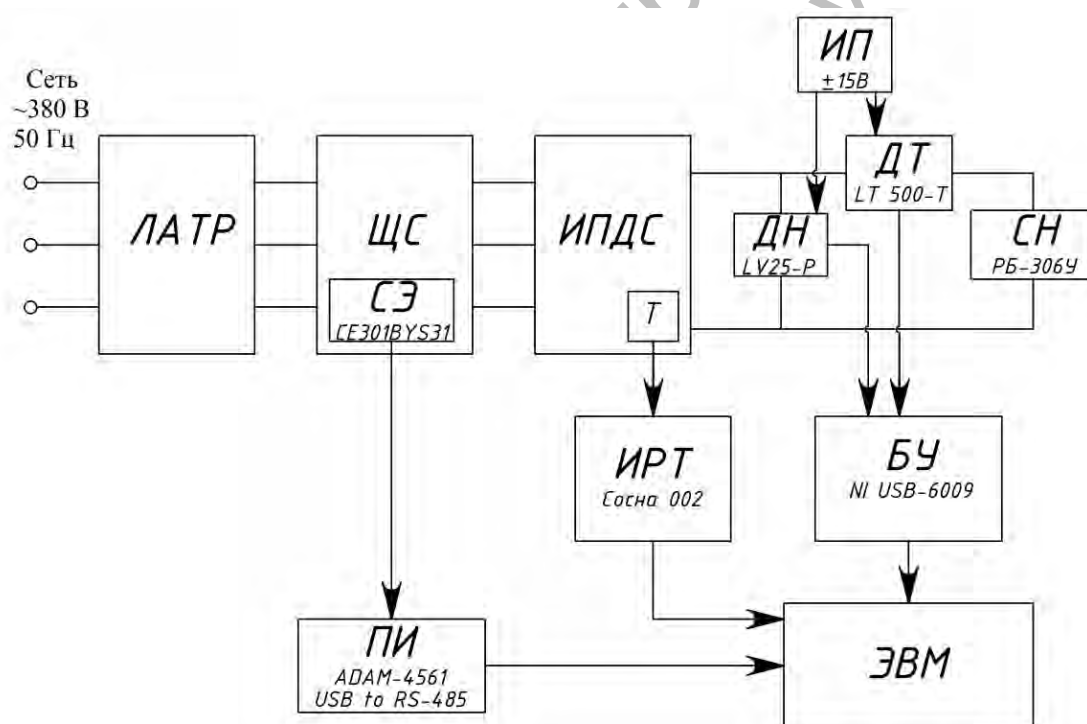 ИП
±15В
Сеть
~380 В
50 Гц
ДТ
LT 500-T
ЛАТР
ЩС
ИПДС
ДН
LV25-P
СН
РБ-306У
СЭ
CE301BYS31
Т
ИРТ
Сосна 002
БУ
NI USB-6009
ПИ
ADAM-4561
USB to RS-485
ЭВМ